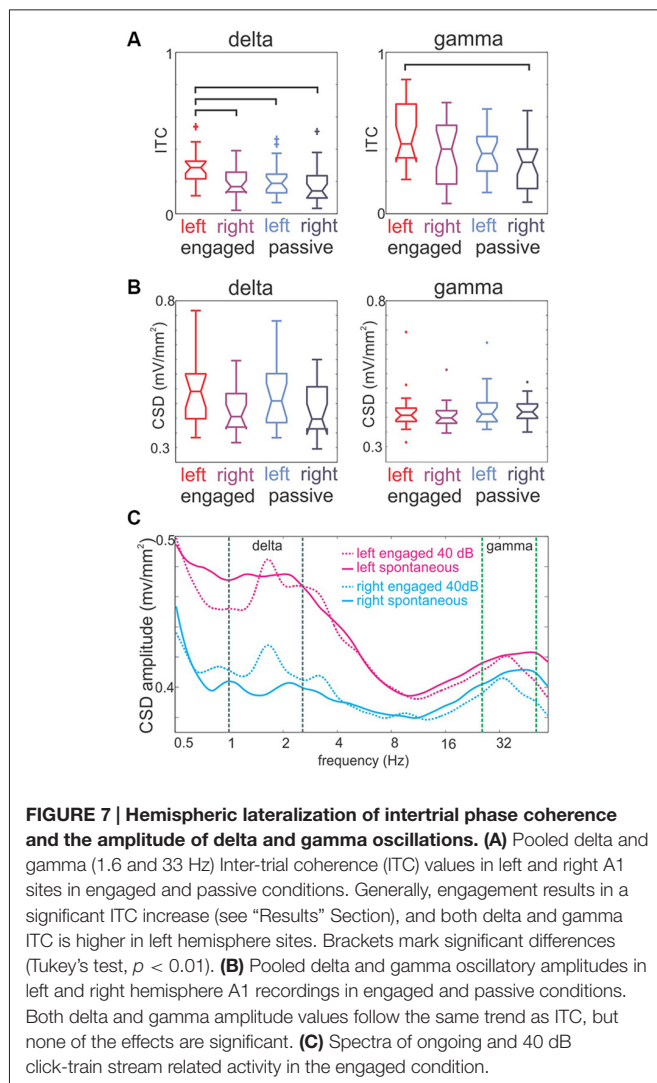 A
delta
gamma
1
1
ITC
ITC
0
0
left right left right
engaged passive
left right left right
engaged passive
B
delta
gamma
0.8
CSD (mV/mm²)
0.3
0.8
CSD (mV/mm²)
0.3
left right left right
engaged passive
left right left right
engaged passive
C
0.5
delta
gamma
left engaged 40 dB
left spontaneous
right engaged 40dB
right spontaneous
CSD amplitude (mv/mm²)
0.4
0.5 1 2 4 8 16 32
frequency (Hz)
FIGURE 7 | Hemispheric lateralization of intertrial phase coherence
and the amplitude of delta and gamma oscillations. (A) Pooled delta and
gamma (1.6 and 33 Hz) Inter-trial coherence (ITC) values in left and right A1
sites in engaged and passive conditions. Generally, engagement results in a
significant ITC increase (see “Results” Section), and both delta and gamma
ITC is higher in left hemisphere sites. Brackets mark significant differences
(Tukey’s test, p < 0.01). (B) Pooled delta and gamma oscillatory amplitudes in
left and right hemisphere A1 recordings in engaged and passive conditions.
Both delta and gamma amplitude values follow the same trend as ITC, but
none of the effects are significant. (C) Spectra of ongoing and 40 dB
click-train stream related activity in the engaged condition.